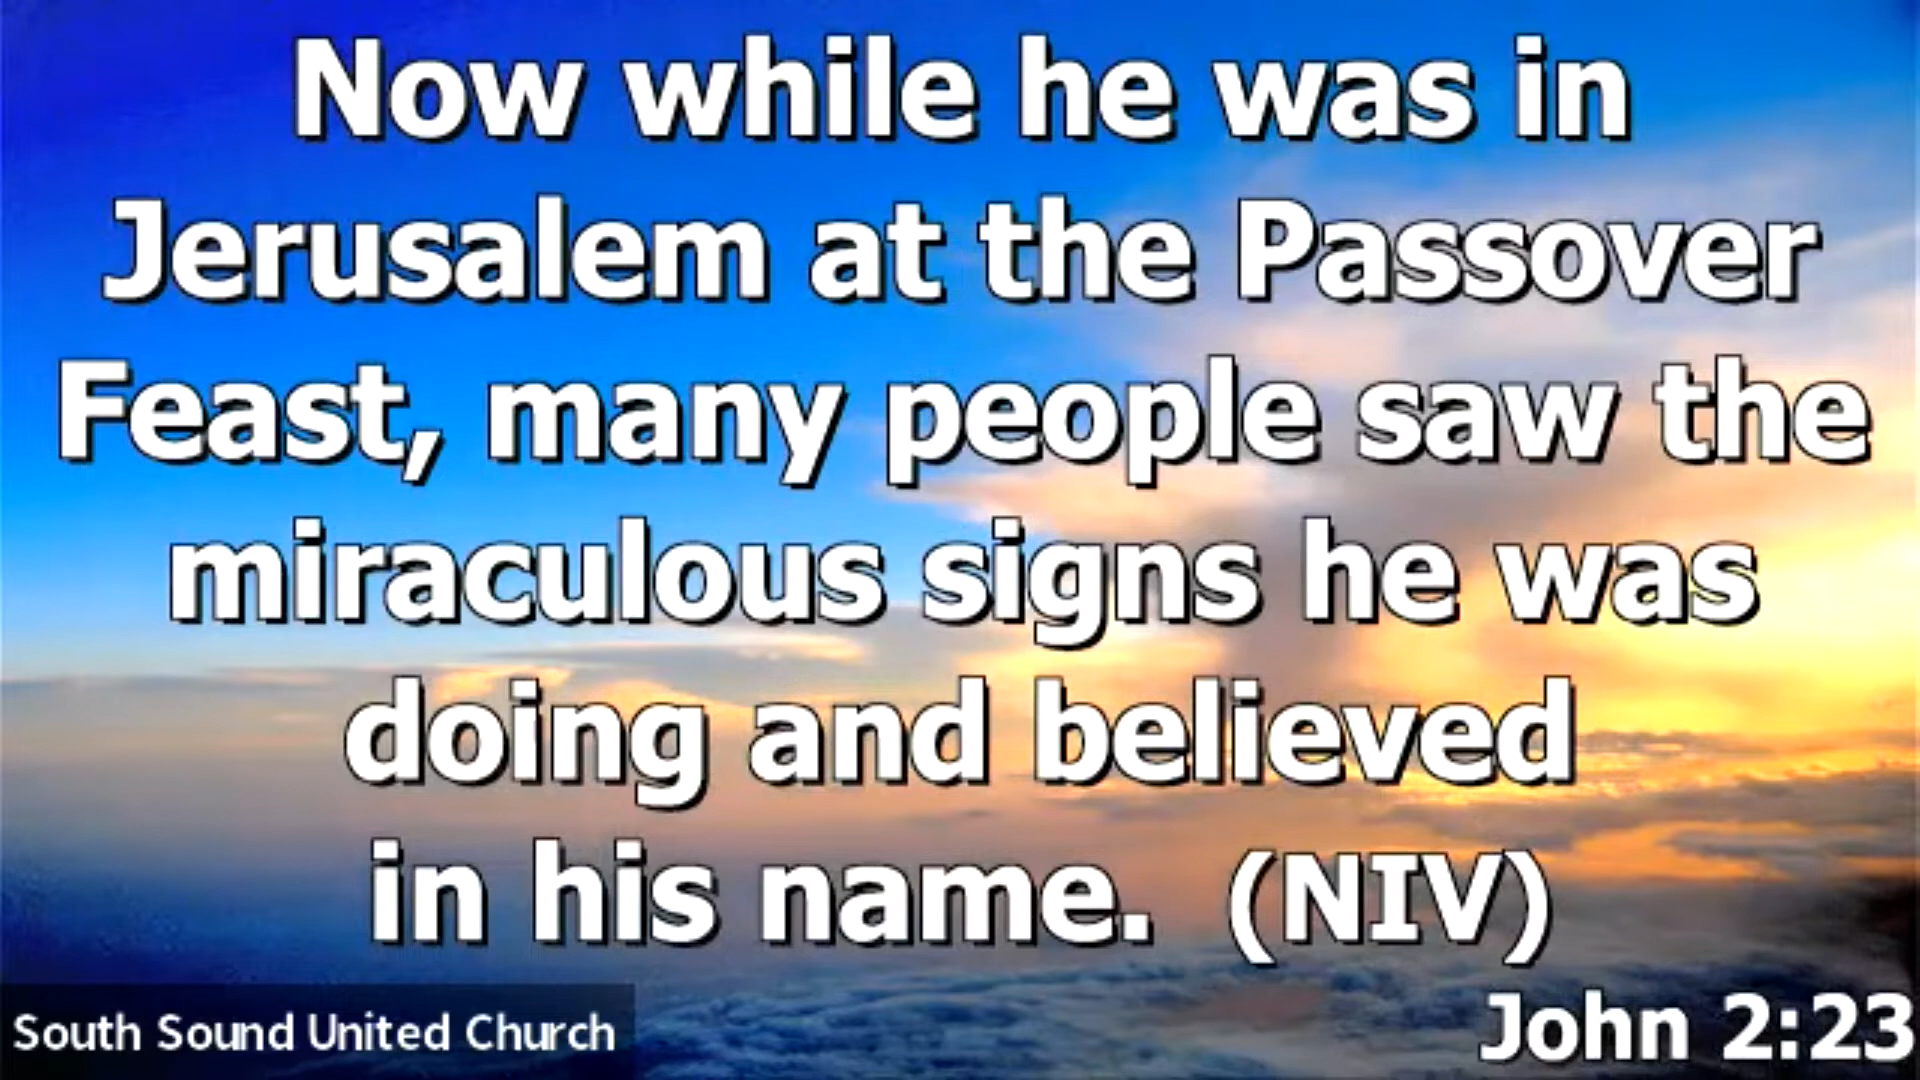 Now while he was in
Jerusalem at the Passover
Feast, many people saw the
miraculous signs he was
doing and believed
in his name.  (NIV)
South Sound United Church
John 2:23